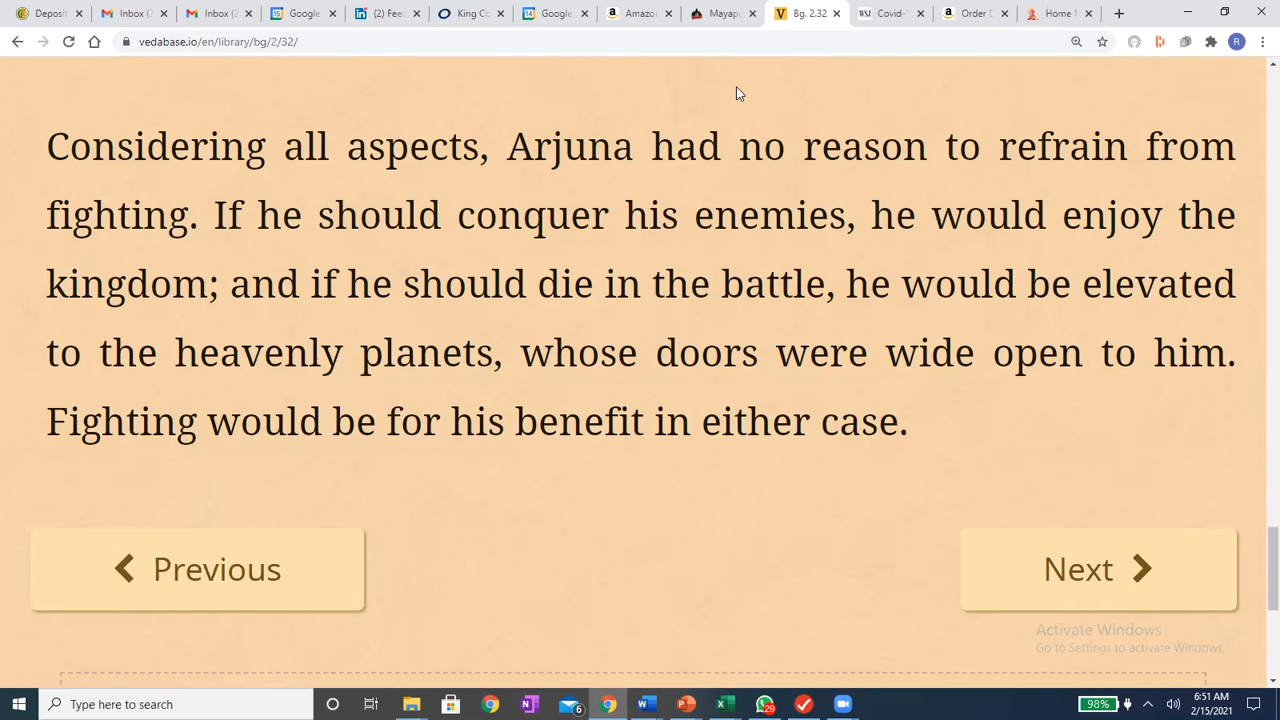 Deposit
Inbox (2
Inbox (2
Google
(2) Feed
King Co
Google
Amazo
Mayapu
Bg. 2.32
Covid-1
Order D
Home
vedabase.io/en/library/bg/2/32/
R
Considering all aspects, Arjuna had no reason to refrain from
fighting. If he should conquer his enemies, he would enjoy the
kingdom; and if he should die in the battle, he would be elevated
to the heavenly planets, whose doors were wide open to him.
Fighting would be for his benefit in either case.
Previous
Next
Activate Windows
Go to Settings to activate Windows.
Type here to search
98%
6:51 AM
2/15/2021